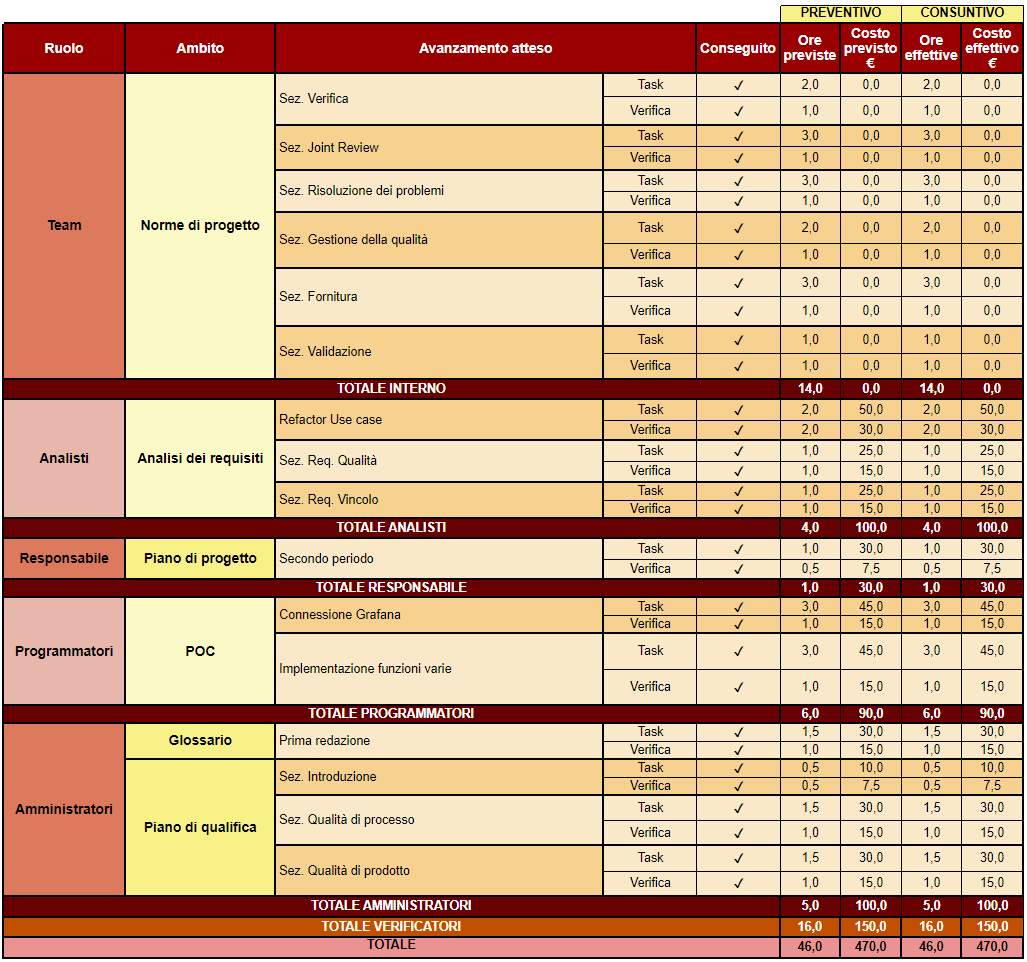 PREVENTIVO CONSUNTIVO
Ruolo Ambito Avanzamento atteso Conseguito Ore previste Costo previsto € Ore effettive Costo effettivo €
Team Norme di progetto Sez. Verifica Task ✓ 2,0 0,0 2,0 0,0
Verifica ✓ 1,0 0,0 1,0 0,0
Sez. Joint Review Task ✓ 3,0 0,0 3,0 0,0
Verifica ✓ 1,0 0,0 1,0 0,0
Sez. Risoluzione dei problemi Task ✓ 3,0 0,0 3,0 0,0
Verifica ✓ 1,0 0,0 1,0 0,0
Sez. Gestione della qualità Task ✓ 2,0 0,0 2,0 0,0
Verifica ✓ 1,0 0,0 1,0 0,0
Sez. Fornitura Task ✓ 3,0 0,0 3,0 0,0
Verifica ✓ 1,0 0,0 1,0 0,0
Sez. Validazione Task ✓ 1,0 0,0 1,0 0,0
Verifica ✓ 1,0 0,0 1,0 0,0
TOTALE INTERNO 14,0 0,0 14,0 0,0
Analisti Analisi dei requisiti Refactor Use case Task ✓ 2,0 50,0 2,0 50,0
Verifica ✓ 2,0 30,0 2,0 30,0
Sez. Req. Qualità Task ✓ 1,0 25,0 1,0 25,0
Verifica ✓ 1,0 15,0 1,0 15,0
Sez. Req. Vincolo Task ✓ 1,0 25,0 1,0 25,0
Verifica ✓ 1,0 15,0 1,0 15,0
TOTALE ANALISTI 4,0 100,0 4,0 100,0
Responsabile Piano di progetto Secondo periodo Task ✓ 1,0 30,0 1,0 30,0
Verifica ✓ 0,5 7,5 0,5 7,5
TOTALE RESPONSABILE 1,0 30,0 1,0 30,0
Programmatori POC Connessione Grafana Task ✓ 3,0 45,0 3,0 45,0
Verifica ✓ 1,0 15,0 1,0 15,0
Implementazione funzioni varie Task ✓ 3,0 45,0 3,0 45,0
Verifica ✓ 1,0 15,0 1,0 15,0
TOTALE PROGRAMMATORI 6,0 90,0 6,0 90,0
Amministratori Glossario Prima redazione Task ✓ 1,5 30,0 1,5 30,0
Verifica ✓ 1,0 15,0 1,0 15,0
Piano di qualifica Sez. Introduzione Task ✓ 0,5 10,0 0,5 10,0
Verifica ✓ 0,5 7,5 0,5 7,5
Sez. Qualità di processo Task ✓ 1,5 30,0 1,5 30,0
Verifica ✓ 1,0 15,0 1,0 15,0
Sez. Qualità di prodotto Task ✓ 1,5 30,0 1,5 30,0
Verifica ✓ 1,0 15,0 1,0 15,0
TOTALE AMMINISTRATORI 5,0 100,0 5,0 100,0
TOTALE VERIFICATORI 16,0 150,0 16,0 150,0
TOTALE 46,0 470,0 46,0 470,0